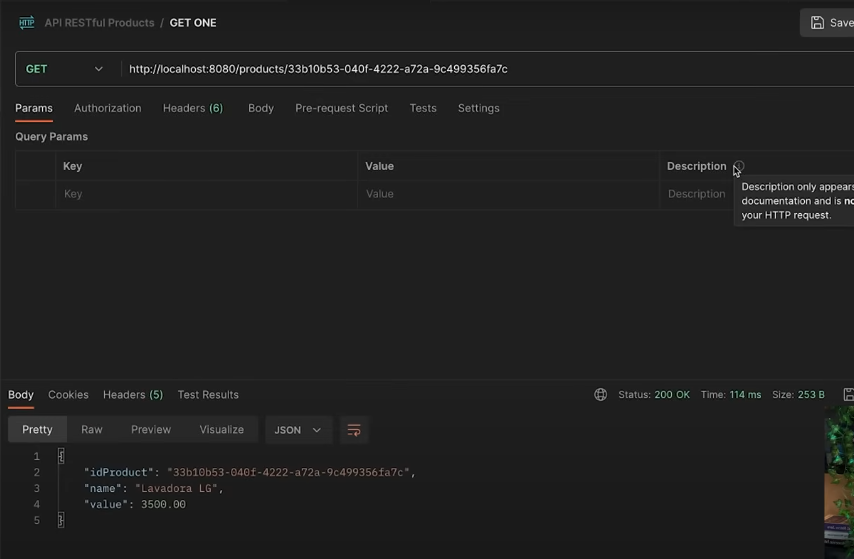 HTTP API RESTful Products / GET ONE
Save
GET http://localhost:8080/products/33b10b53-040f-4222-a72a-9c499356fa7c
Params Authorization Headers (6) Body Pre-request Script Tests Settings
Query Params
Key Value Description
Key Value Description
Description only appears
documentation and is no
your HTTP request.
Body Cookies Headers (5) Test Results Status: 200 OK Time: 114 ms Size: 253 B
Pretty Raw Preview Visualize JSON
1 {
2 "idProduct": "33b10b53-040f-4222-a72a-9c499356fa7c",
3 "name": "Lavadora LG",
4 "value": 3500.00
5 }